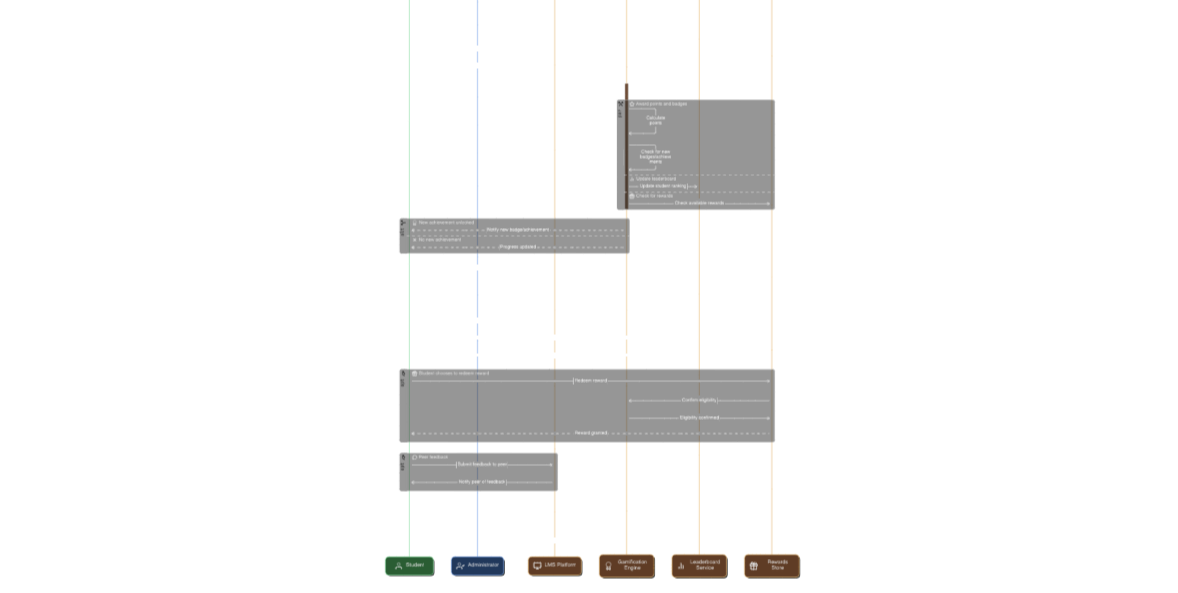 Award points and badges
Calculate
points
Check for new
badges/achieve
ments
Update leaderboard
Update student ranking
Check for rewards
Check available rewards
New achievement unlocked
Notify new badge/achievement
No new achievement
Progress updated
Student chooses to redeem reward
Redeem reward
Confirm eligibility
Eligibility confirmed
Reward granted
Peer feedback
Submit feedback to peers
Notify peer of feedback
Student
Administrator
LMS Platform
Gamification
Engine
Leaderboard
Service
Rewards
Store